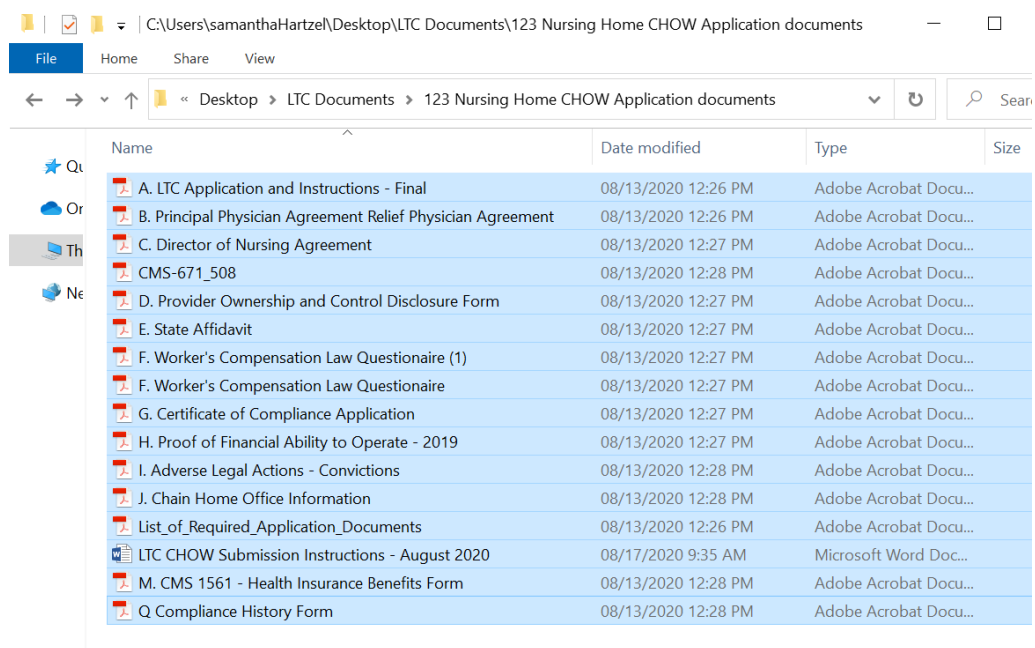 C:\Users\samanthaHartzel\Desktop\LTC Documents\123 Nursing Home CHOW Application documents
File Home Share View
« Desktop > LTC Documents > 123 Nursing Home CHOW Application documents Sear
Name Date modified Type Size
Qu
Or
Th
Ne
A. LTC Application and Instructions - Final 08/13/2020 12:26 PM Adobe Acrobat Docu...
B. Principal Physician Agreement Relief Physician Agreement 08/13/2020 12:26 PM Adobe Acrobat Docu...
C. Director of Nursing Agreement 08/13/2020 12:27 PM Adobe Acrobat Docu...
CMS-671_508 08/13/2020 12:28 PM Adobe Acrobat Docu...
D. Provider Ownership and Control Disclosure Form 08/13/2020 12:27 PM Adobe Acrobat Docu...
E. State Affidavit 08/13/2020 12:27 PM Adobe Acrobat Docu...
F. Worker's Compensation Law Questionaire (1) 08/13/2020 12:27 PM Adobe Acrobat Docu...
F. Worker's Compensation Law Questionaire 08/13/2020 12:27 PM Adobe Acrobat Docu...
G. Certificate of Compliance Application 08/13/2020 12:27 PM Adobe Acrobat Docu...
H. Proof of Financial Ability to Operate - 2019 08/13/2020 12:27 PM Adobe Acrobat Docu...
I. Adverse Legal Actions - Convictions 08/13/2020 12:28 PM Adobe Acrobat Docu...
J. Chain Home Office Information 08/13/2020 12:28 PM Adobe Acrobat Docu...
List_of_Required_Application_Documents 08/13/2020 12:26 PM Adobe Acrobat Docu...
LTC CHOW Submission Instructions - August 2020 08/17/2020 9:35 AM Microsoft Word Doc...
M. CMS 1561 - Health Insurance Benefits Form 08/13/2020 12:28 PM Adobe Acrobat Docu...
Q Compliance History Form 08/13/2020 12:28 PM Adobe Acrobat Docu...